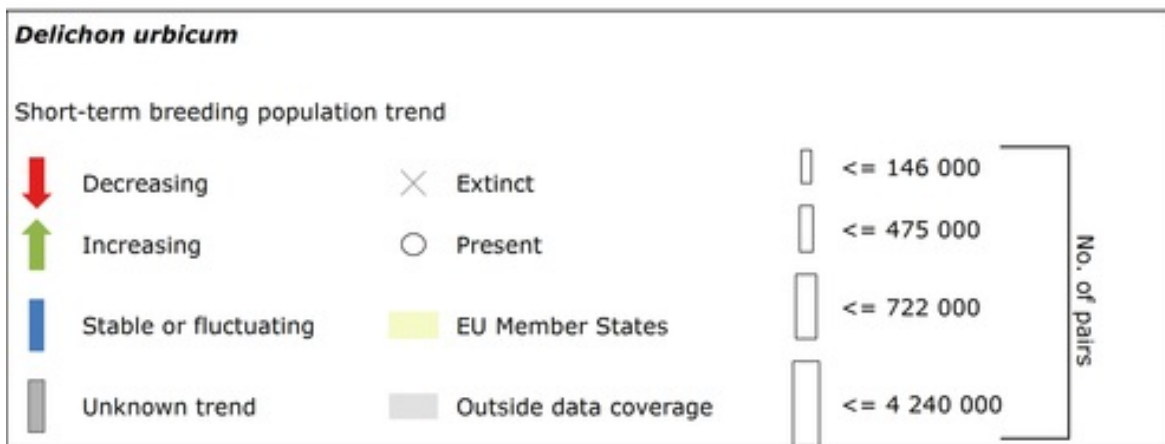 Delichon urbicum
Short-term breeding population trend
Decreasing
Increasing
Stable or fluctuating
Unknown trend
Extinct
Present
EU Member States
Outside data coverage
<= 146 000
<= 475 000
<= 722 000
<= 4 240 000
No. of pairs